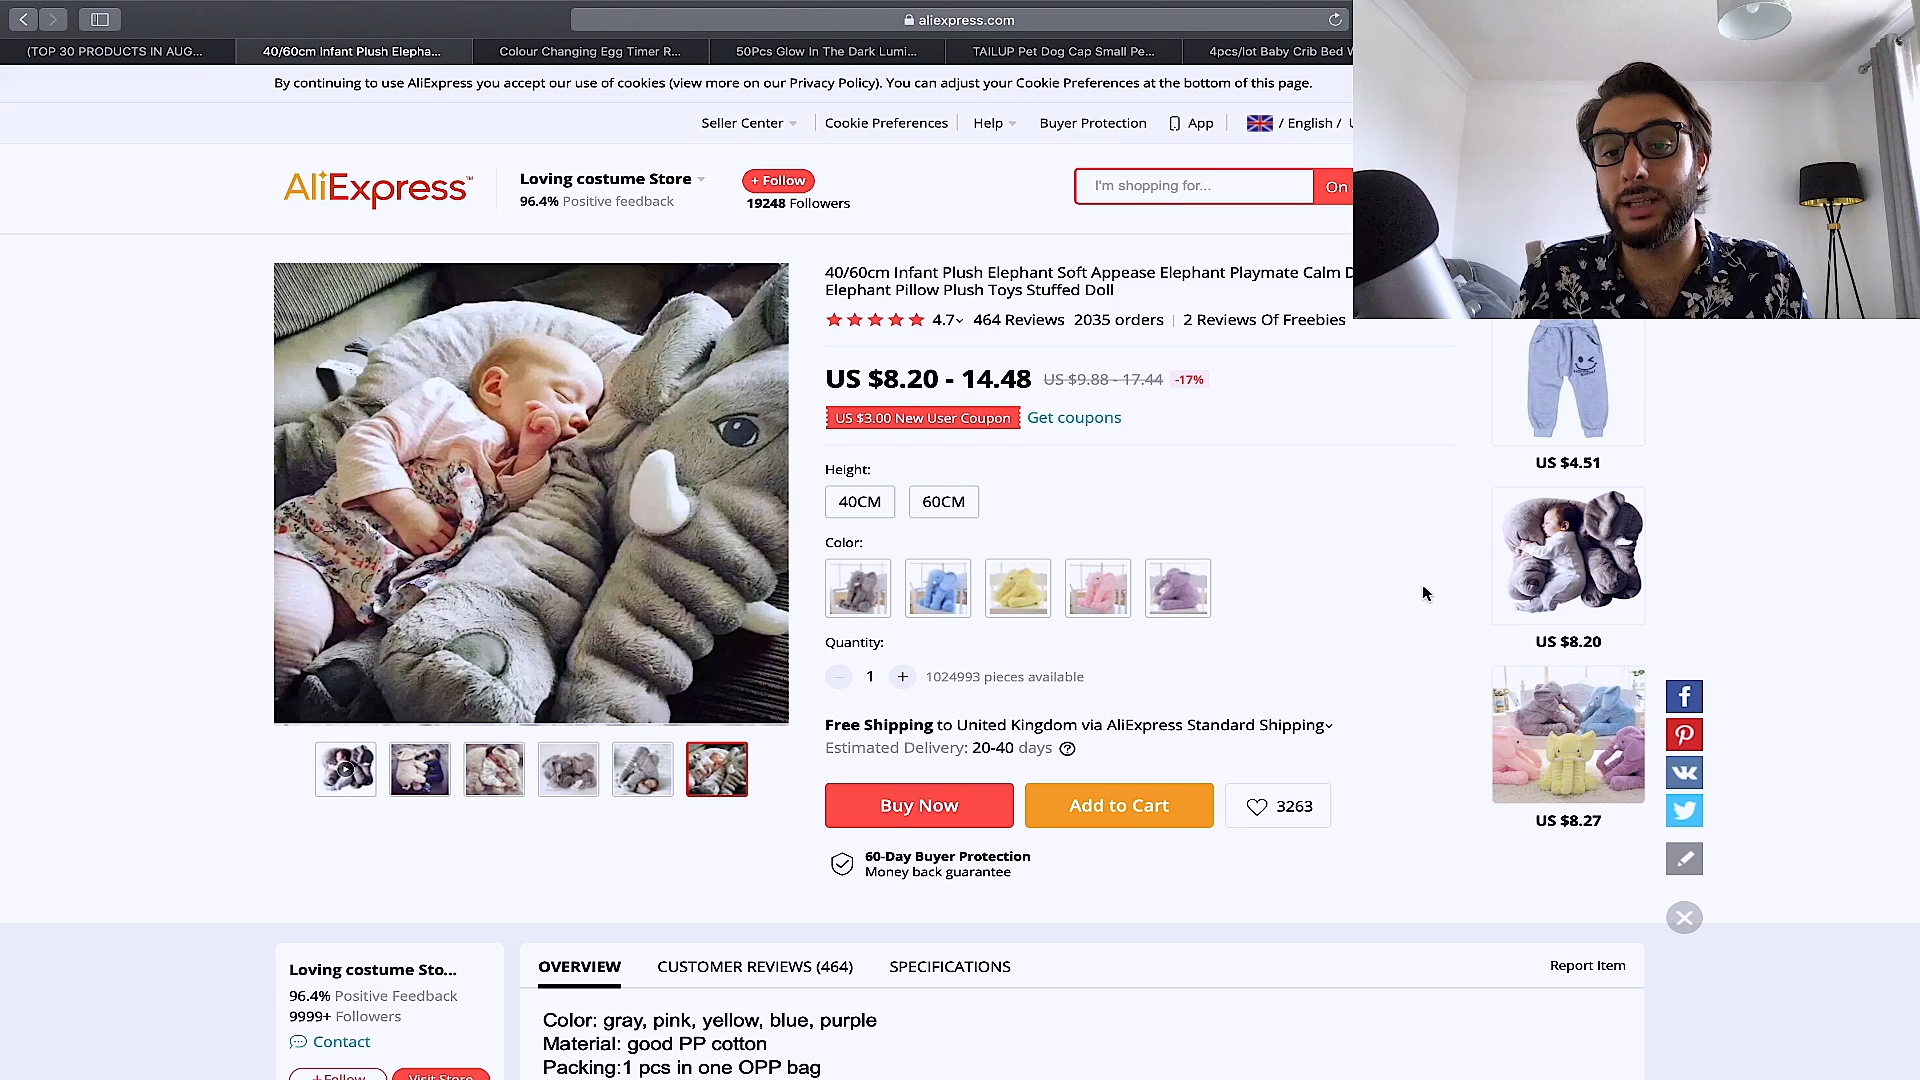 aliexpress.com
(TOP 30 PRODUCTS IN AUG...
40/60cm Infant Plush Elepha...
Colour Changing Egg Timer R...
50Pcs Glow In The Dark Lumi...
TAILUP Pet Dog Cap Small Pe...
4pcs/lot Baby Crib Bed W
By continuing to use AliExpress you accept our use of cookies (view more on our Privacy Policy). You can adjust your Cookie Preferences at the bottom of this page.
Seller Center
Cookie Preferences
Help
Buyer Protection
App
/ English /
AliExpress™
Loving costume Store
96.4% Positive feedback
+ Follow
19248 Followers
I'm shopping for...
On
40/60cm Infant Plush Elephant Soft Appease Elephant Playmate Calm D
Elephant Pillow Plush Toys Stuffed Doll
4.7 464 Reviews 2035 orders 2 Reviews Of Freebies
US $8.20 - 14.48 US $9.88 - 17.44 -17%
US $3.00 New User Coupon Get coupons
Height:
40CM 60CM
Color:
Quantity:
1 + 1024993 pieces available
Free Shipping to United Kingdom via AliExpress Standard Shipping
Estimated Delivery: 20-40 days
Buy Now
Add to Cart
3263
60-Day Buyer Protection
Money back guarantee
US $4.51
US $8.20
US $8.27
Loving costume Sto...
96.4% Positive Feedback
9999+ Followers
Contact
+Follow
Visit Store
OVERVIEW
CUSTOMER REVIEWS (464)
SPECIFICATIONS
Report Item
Color: gray, pink, yellow, blue, purple
Material: good PP cotton
Packing:1 pcs in one OPP bag